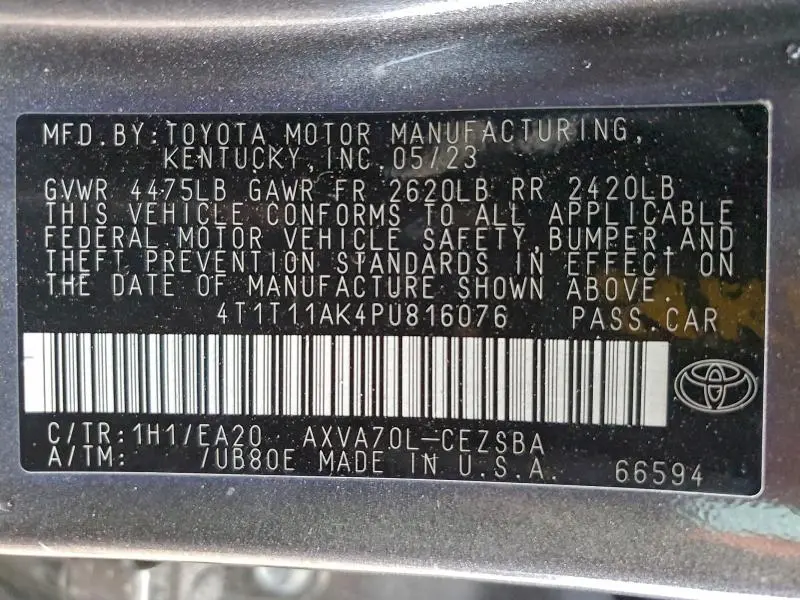 MFD. BY: TOYOTA MOTOR MANUFACTURING,
KENTUCKY, INC. 05/23
GVWR 4475LB GAWR FR 2620LB RR 2420LB
THIS VEHICLE CONFORMS TO ALL APPLICABLE
FEDERAL MOTOR VEHICLE SAFETY, BUMPER, AND
THEFT PREVENTION STANDARDS IN EFFECT ON
THE DATE OF MANUFACTURE SHOWN ABOVE.
4T1T11AK4PU816076 PASS. CAR
C/TR: 1H1/EA20 AXVA70L-CEZSBA
A/TM: /UB80E MADE IN U.S.A. 66594